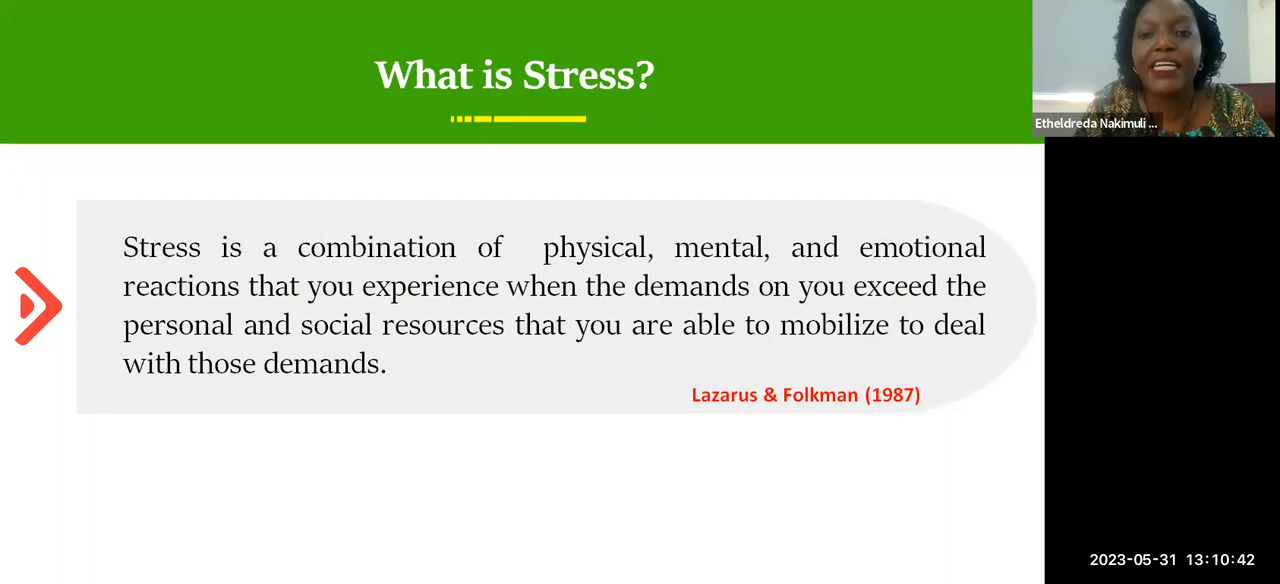 What is Stress?
Etheldreda Nakimuli ...
Stress is a combination of physical, mental, and emotional
reactions that you experience when the demands on you exceed the
personal and social resources that you are able to mobilize to deal
with those demands.
Lazarus & Folkman (1987)
2023-05-31 13:10:42